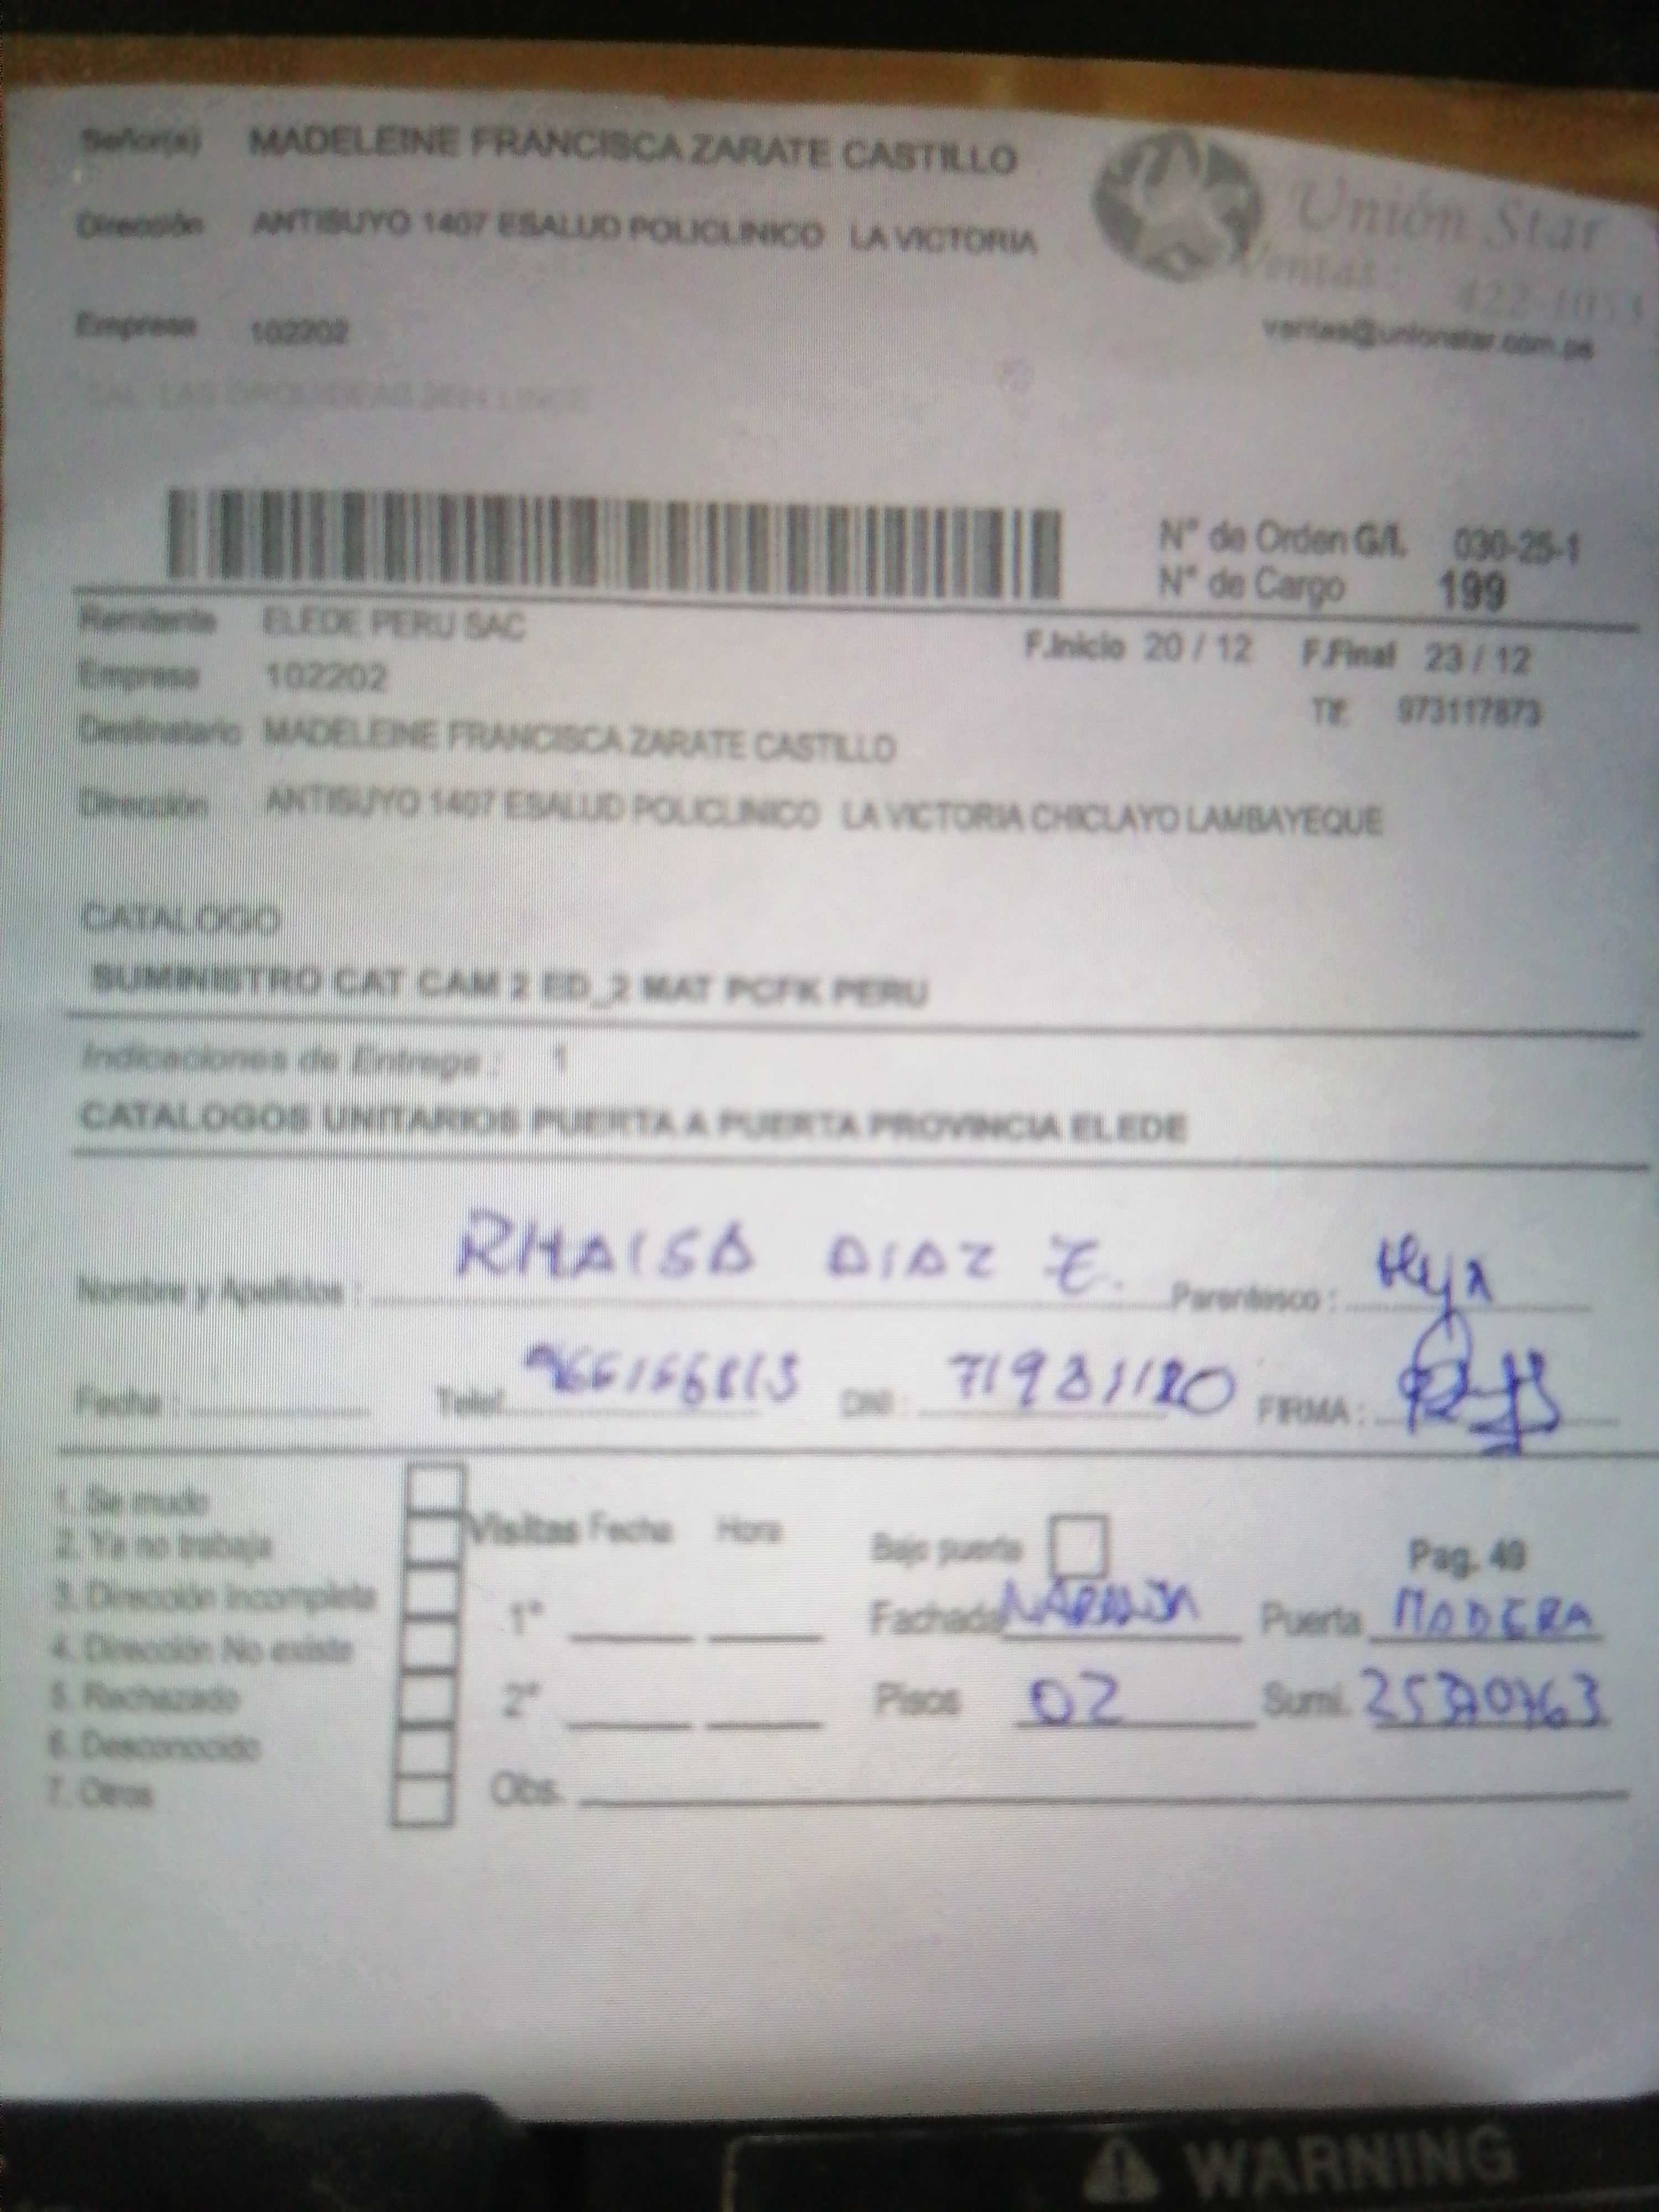 Señor(s) MADELEINE FRANCISCA ZARATE CASTILLO
Dirección ANTISUYO 1407 ESALUD POLICLINICO LA VICTORIA
Unión Star
Ventas: 422-1053
ventas@unionstar.com.pe
Empresa 102202
N° de Orden G/I. 030-25-1
N° de Cargo 199
Remitente ELEDE PERU SAC
F.Inicio 20 / 12 F.Final 23 / 12
Empresa 102202
Tlf. 973117873
Destinatario MADELEINE FRANCISCA ZARATE CASTILLO
Dirección ANTISUYO 1407 ESALUD POLICLINICO LA VICTORIA CHICLAYO LAMBAYEQUE
CATALOGO
SUMINISTRO CAT CAM 2 ED_2 MAT PCFK PERU
Indicaciones de Entrega : 1
CATALOGOS UNITARIOS PUERTA A PUERTA PROVINCIA ELEDE
Nombre y Apellidos : RHAISA DIAZ Z. Parentesco :
Fecha : Telef. DNI : FIRMA :
1. Se mudo
2. Ya no trabaja
3. Dirección Incompleta
4. Dirección No existe
5. Rechazado
6. Desconocido
7. Otros
Visitas Fecha Hora
1°
2°
Obs.
Bajo puerta Pag. 49
Fachada Puerta MADERA
Pisos 02 Sumi.
WARNING